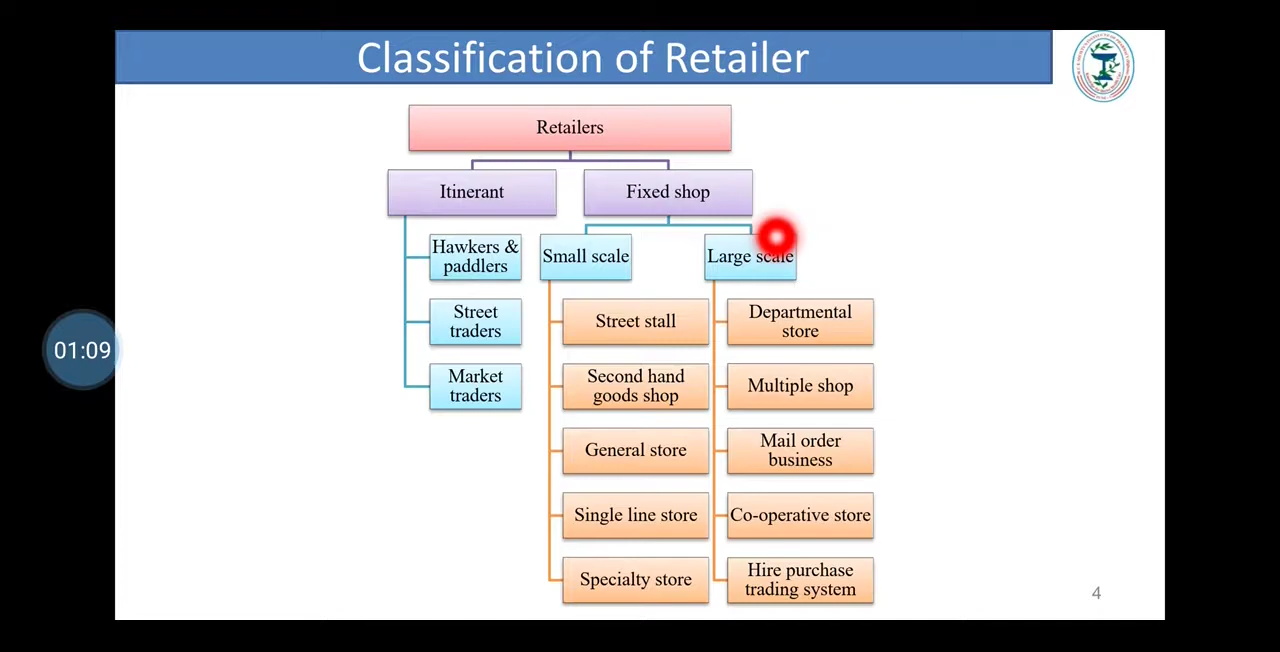 Classification of Retailer
Retailers
Itinerant
Fixed shop
Hawkers &
paddlers
Street
traders
Market
traders
Small scale
Street stall
Second hand
goods shop
General store
Single line store
Specialty store
Large scale
Departmental
store
Multiple shop
Mail order
business
Co-operative store
Hire purchase
trading system
01:09
4